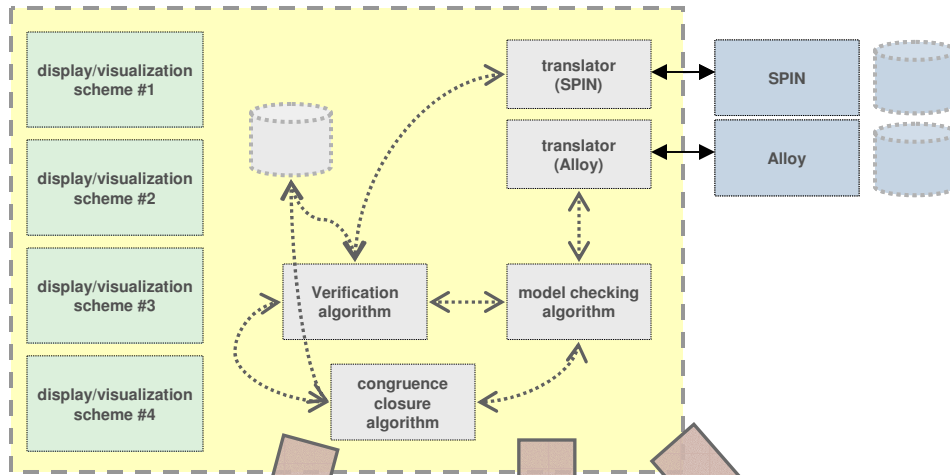 display/visualization
scheme #1
display/visualization
scheme #2
display/visualization
scheme #3
display/visualization
scheme #4
translator
(SPIN)
SPIN
translator
(Alloy)
Alloy
Verification
algorithm
model checking
algorithm
congruence
closure
algorithm